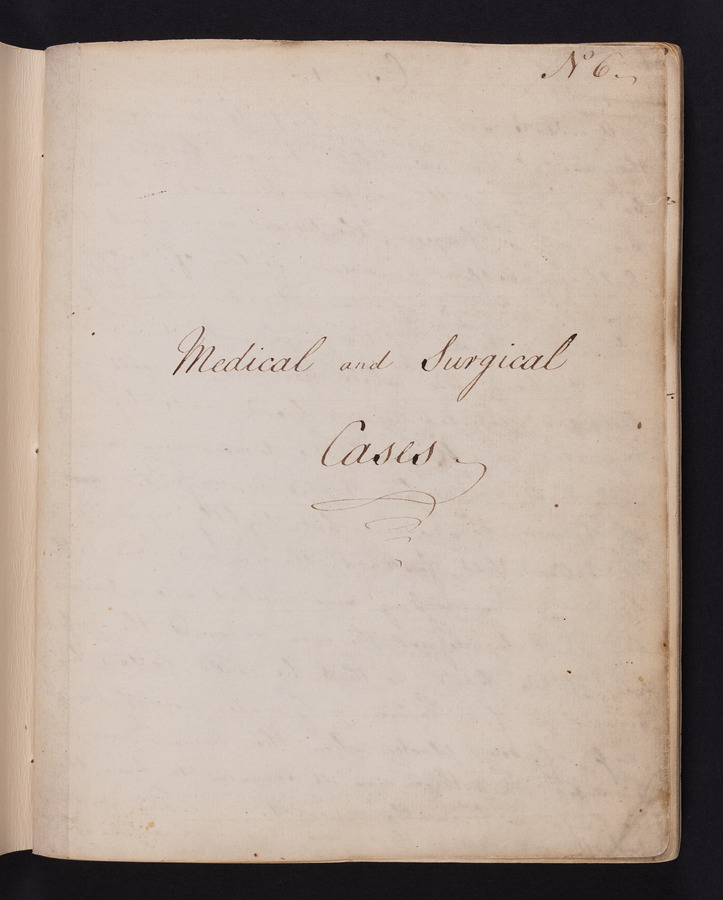 Nº 6.
Medical and Surgical
Cases